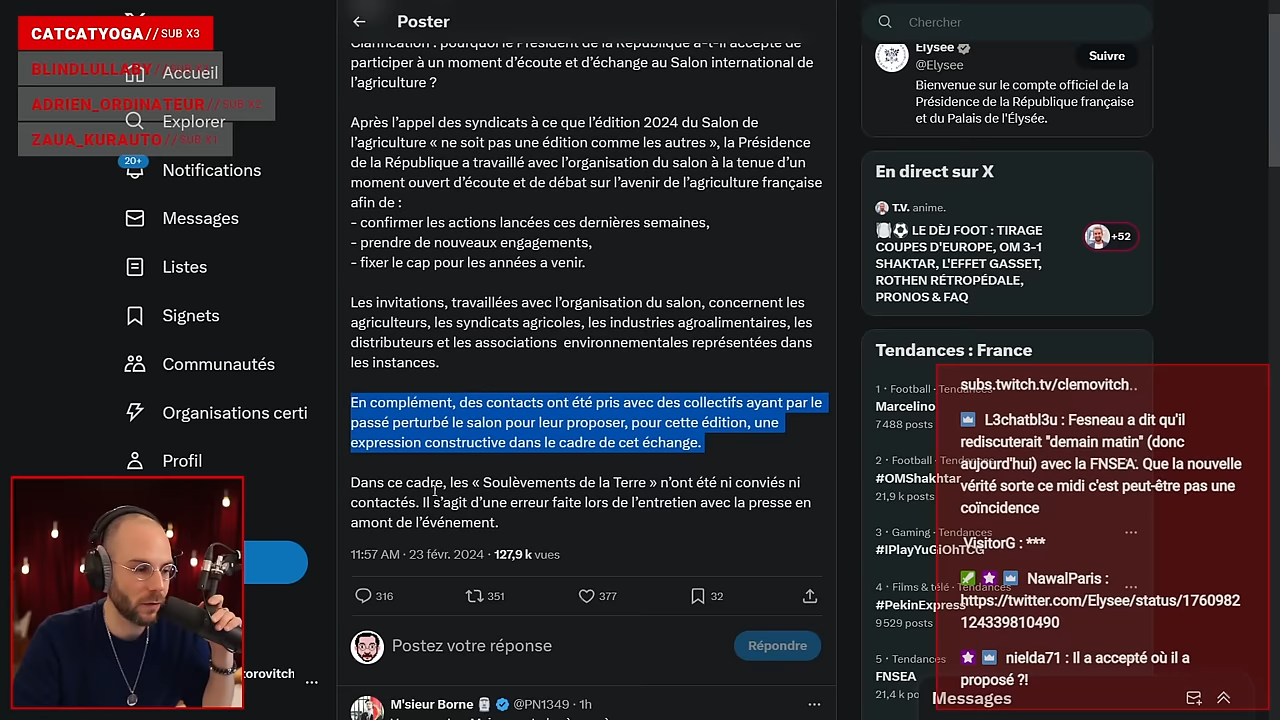 CATCATYOGA // SUB X3
BLINDLULLABY
ADRIEN_ORDINATEUR // SUB X2
ZAUA_KURAUTO // SUB X1
Accueil
Explorer
20+
Notifications
Messages
Listes
Signets
Communautés
Organisations certi
Profil
orovitch
Poster
Clarification : pourquoi le Président de la République a-t-il accepté de
participer à un moment d’écoute et d’échange au Salon international de
l’agriculture ?
Après l’appel des syndicats à ce que l’édition 2024 du Salon de
l’agriculture « ne soit pas une édition comme les autres », la Présidence
de la République a travaillé avec l’organisation du salon à la tenue d’un
moment ouvert d’écoute et de débat sur l’avenir de l’agriculture française
afin de :
- confirmer les actions lancées ces dernières semaines,
- prendre de nouveaux engagements,
- fixer le cap pour les années a venir.
Les invitations, travaillées avec l’organisation du salon, concernent les
agriculteurs, les syndicats agricoles, les industries agroalimentaires, les
distributeurs et les associations environnementales représentées dans
les instances.
En complément, des contacts ont été pris avec des collectifs ayant par le
passé perturbé le salon pour leur proposer, pour cette édition, une
expression constructive dans le cadre de cet échange.
Dans ce cadre, les « Soulèvements de la Terre » n’ont été ni conviés ni
contactés. Il s’agit d’une erreur faite lors de l’entretien avec la presse en
amont de l’événement.
11:57 AM · 23 févr. 2024 · 127,9 k vues
316
351
377
32
Postez votre réponse
Répondre
M'sieur Borne @PN1349 · 1h
Chercher
Elysée
@Elysee
Suivre
Bienvenue sur le compte officiel de la
Présidence de la République française
et du Palais de l'Élysée.
En direct sur X
T.V. anime.
LE DÈJ FOOT : TIRAGE
COUPES D'EUROPE, OM 3-1
SHAKTAR, L'EFFET GASSET,
ROTHEN RÉTROPÉDALE,
PRONOS & FAQ
+52
Tendances : France
1 · Football · Tendances
Marcelino
7 488 posts
2 · Football · Tendances
#OMShakhtar
21,9 k posts
3 · Gaming · Tendances
#IPlayYuGiOhTCG
4 · Films & télé · Tendances
#PekinExpress
9 529 posts
5 · Tendances
FNSEA
21,4 k po
Messages
subs.twitch.tv/clemovitch
L3chatbl3u : Fesneau a dit qu'il
rediscuterait "demain matin" (donc
aujourd'hui) avec la FNSEA. Que la nouvelle
vérité sorte ce midi c'est peut-être pas une
coïncidence
VisitorG : ***
NawalParis :
https://twitter.com/Elysee/status/1760982
124339810490
nielda71 : Il a accepté où il a
proposé ?!